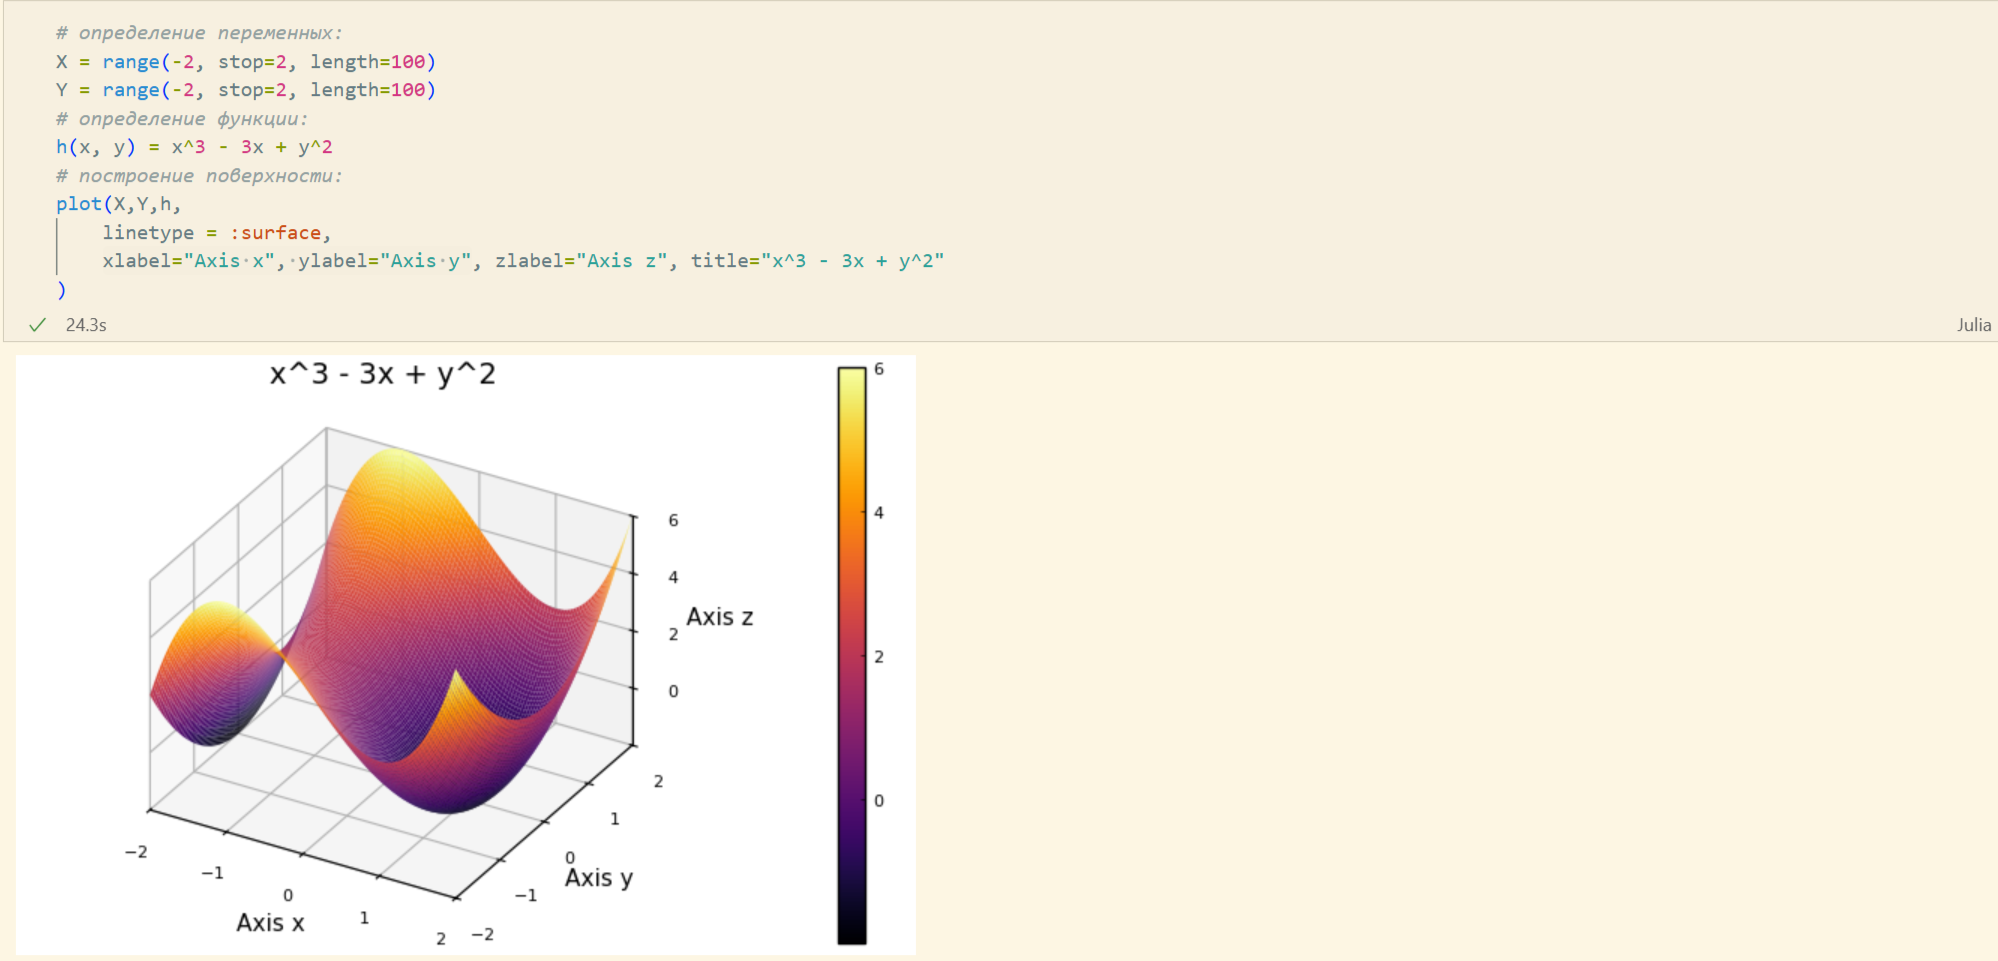 # определение переменных:
X = range(-2, stop=2, length=100)
Y = range(-2, stop=2, length=100)
# определение функции:
h(x, y) = x^3 - 3x + y^2
# построение поверхности:
plot(X,Y,h,
linetype = :surface,
xlabel="Axis·x",·ylabel="Axis·y", zlabel="Axis z", title="x^3 - 3x + y^2"
)
24.3s
Julia
x^3 - 3x + y^2
6
4
2
0
Axis z
2
1
0
−1
−2
Axis y
−2
−1
0
1
2
Axis x
6
4
2
0